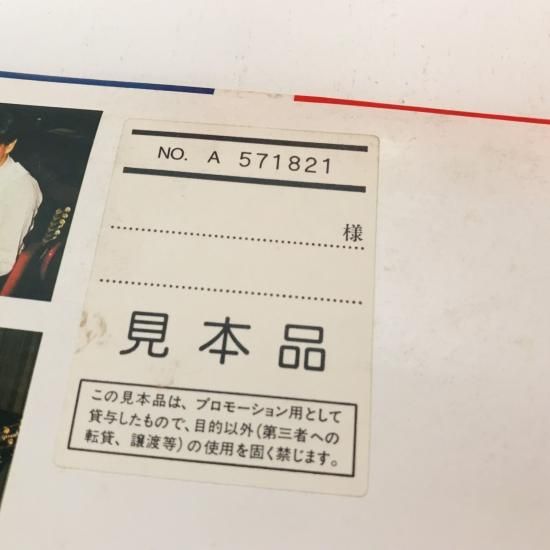 NO. A 571821
様
見本品
この見本品は、プロモーション用として
貸与したもので、目的以外(第三者への
転貸、譲渡等)の使用を固く禁じます。